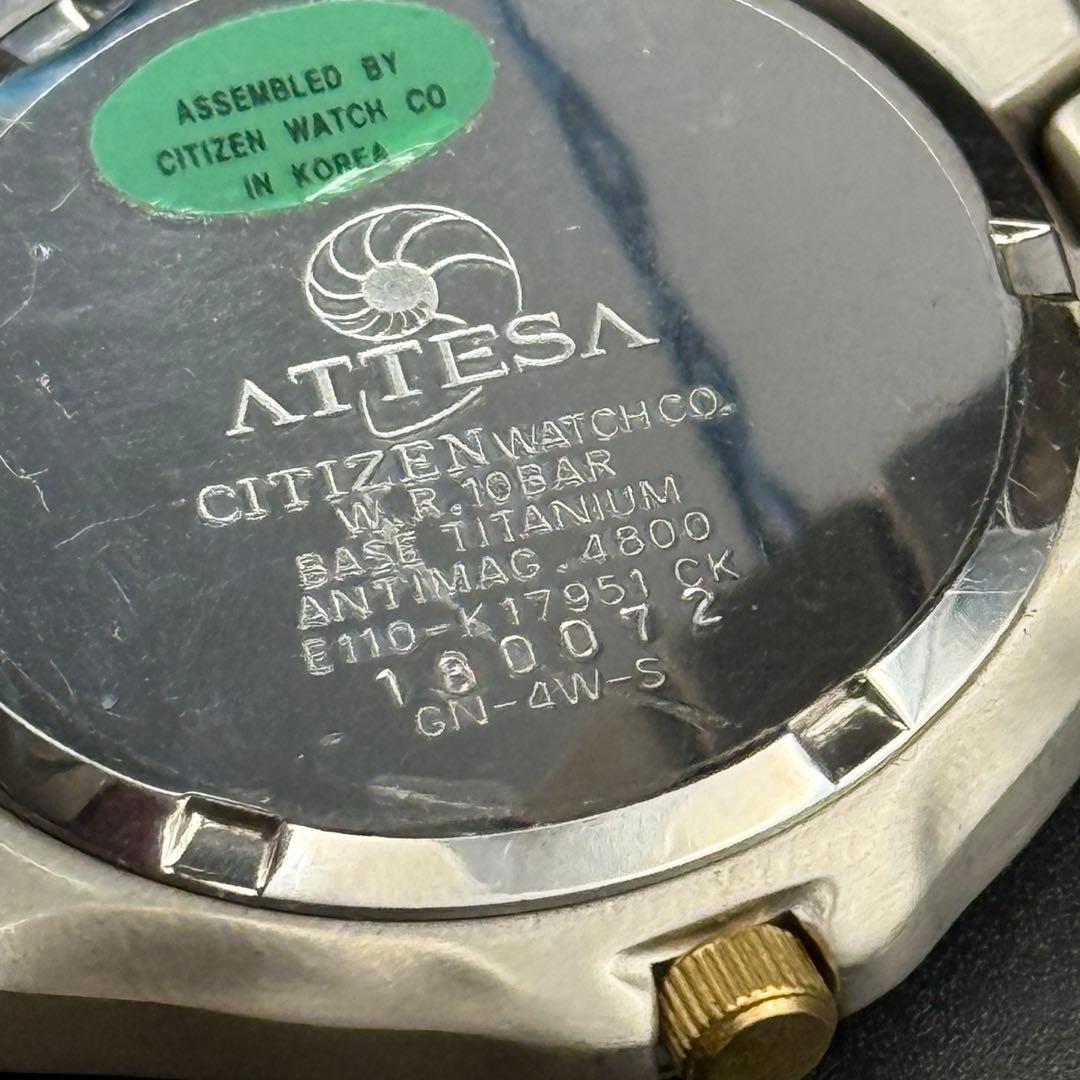 ASSEMBLED BY
CITIZEN WATCH CO
IN KOREA
ATTESA
CITIZEN WATCH CO.
W.R.10BAR
BASE TITANIUM
ANTIMAG.4800
E110-K17951 CK
180072
GN-4W-S